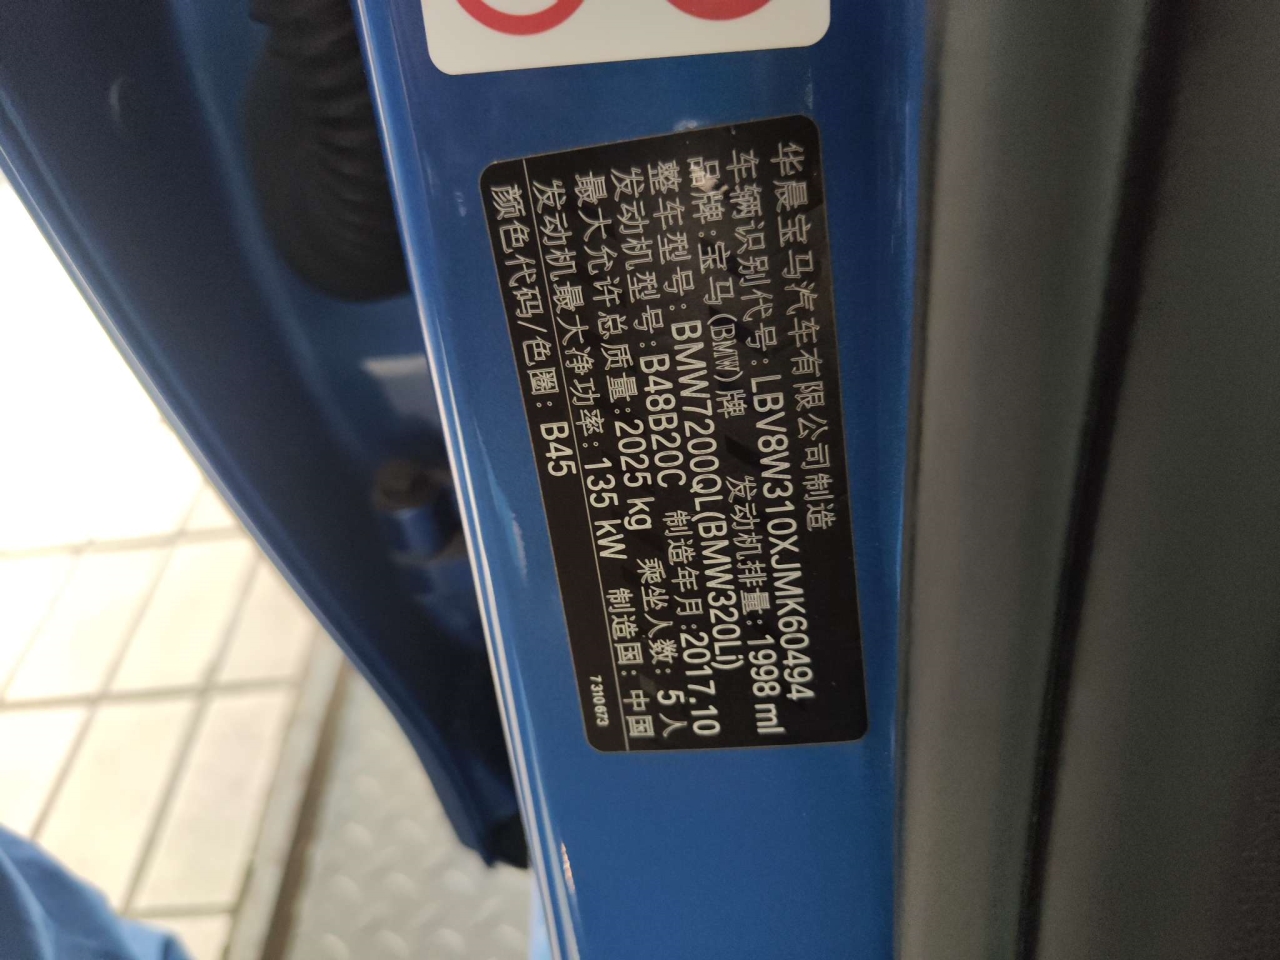 华晨宝马汽车有限公司制造
车辆识别代号:LBV8W310XJMK60494
品牌:宝马(BMW)牌 发动机排量:1998 ml
整车型号:BMW7200QL(BMW320Li)
发动机型号:B48B20C 制造年月:2017.10
最大允许总质量:2025 kg 乘坐人数:5人
发动机最大净功率:135 kW 制造国:中国
颜色代码/色圈:B45
7310673